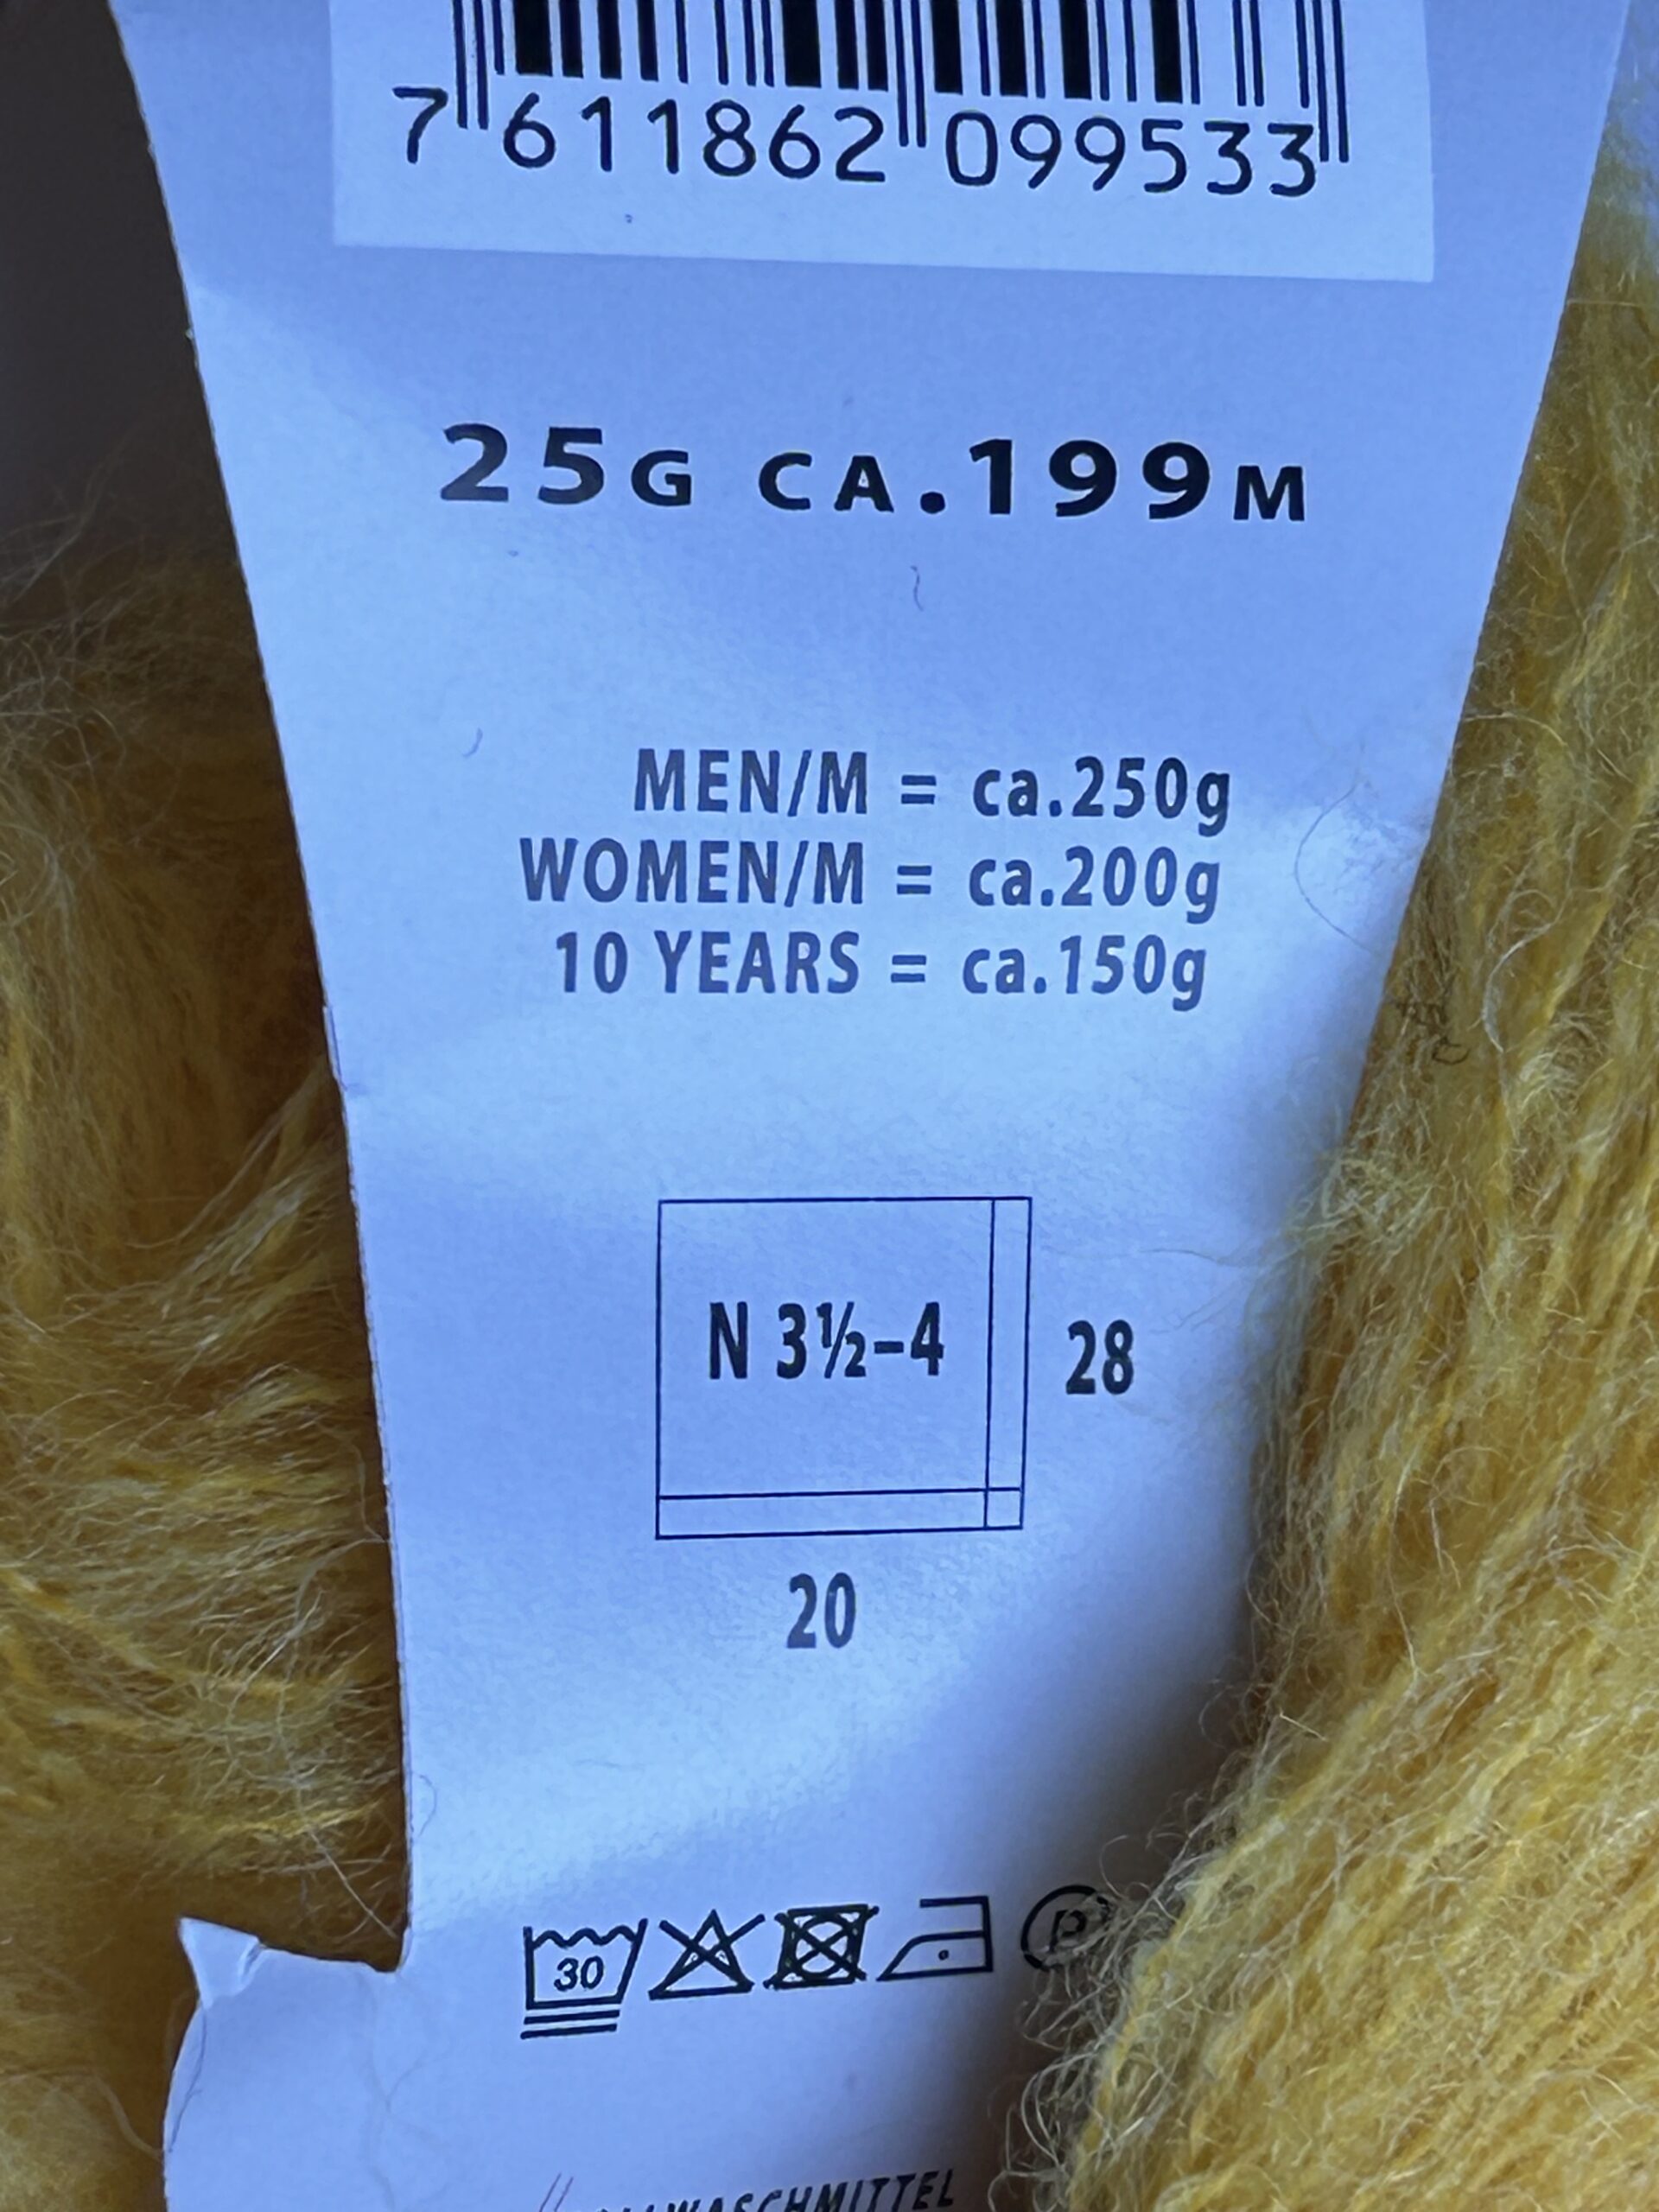 7 611862 099533
25G CA.199M
MEN/M = ca.250g
WOMEN/M = ca.200g
10 YEARS = ca.150g
N 3½–4
28
20
30
P